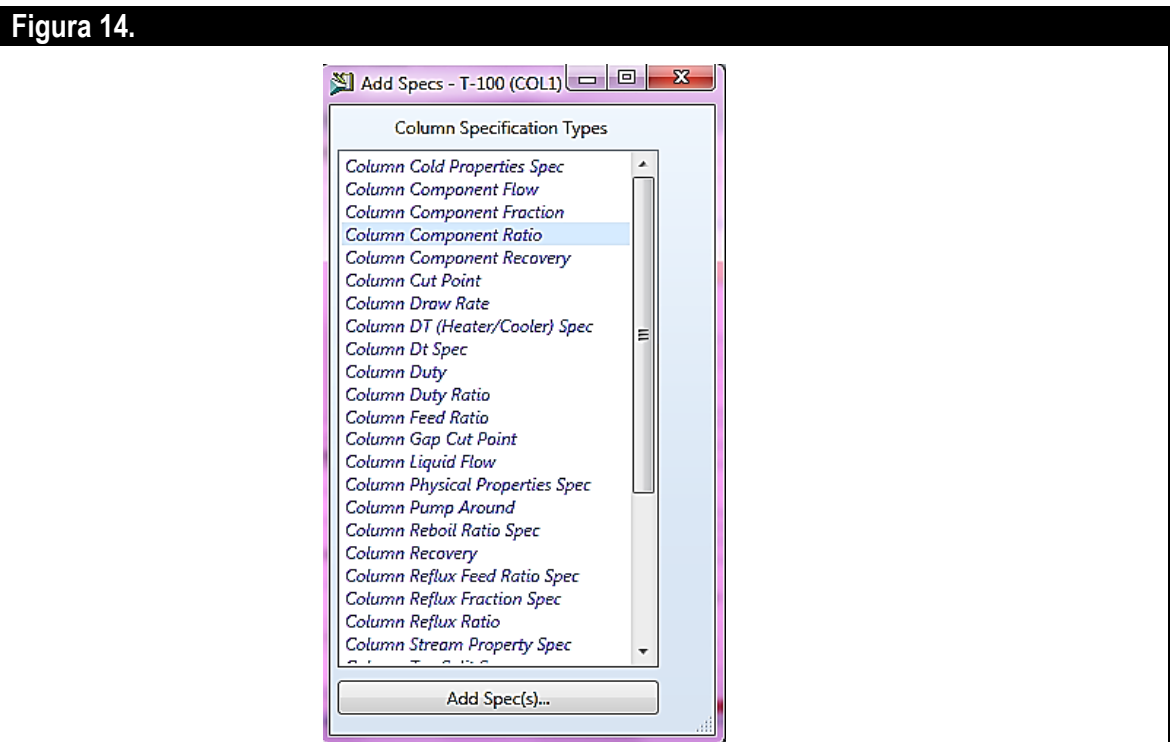 Figura 14.
Add Specs - T-100 (COL1)
Column Specification Types
Column Cold Properties Spec
Column Component Flow
Column Component Fraction
Column Component Ratio
Column Component Recovery
Column Cut Point
Column Draw Rate
Column DT (Heater/Cooler) Spec
Column Dt Spec
Column Duty
Column Duty Ratio
Column Feed Ratio
Column Gap Cut Point
Column Liquid Flow
Column Physical Properties Spec
Column Pump Around
Column Reboil Ratio Spec
Column Recovery
Column Reflux Feed Ratio Spec
Column Reflux Fraction Spec
Column Reflux Ratio
Column Stream Property Spec
Add Spec(s)...